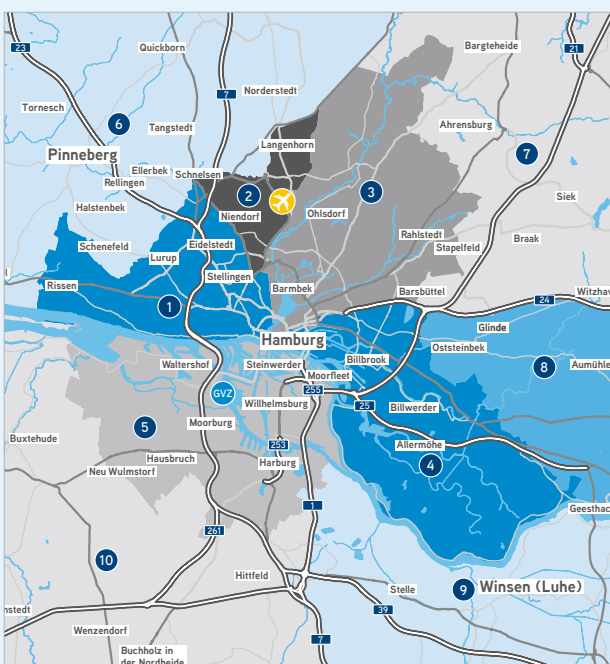 23
Quickborn
Bargteheide
21
7
Norderstedt
Tornesch
6
Tangstedt
Ahrensburg
Langenhorn
Pinneberg
7
Ellerbek
Schnelsen
Rellingen
2
3
Siek
Halstenbek
Niendorf
Ohlsdorf
Rahlstedt
Braak
Schenefeld
Eidelstedt
Stapelfeld
Lurup
Stellingen
Rissen
Barmbek
Barsbüttel
24
1
Glinde
Hamburg
Oststeinbek
Waltershof
Steinwerder
Billbrook
8
Moorfleet
GVZ
255
Willhelmsburg
25
Billwerder
5
Moorburg
Buxtehude
253
Allermöhe
Hausbruch
Harburg
4
Neu Wulmstorf
1
Geesthac
261
10
Hittfeld
Stelle
9
Winsen (Luhe)
39
Wenzendorf
7
Buchholz in
der Nordheide